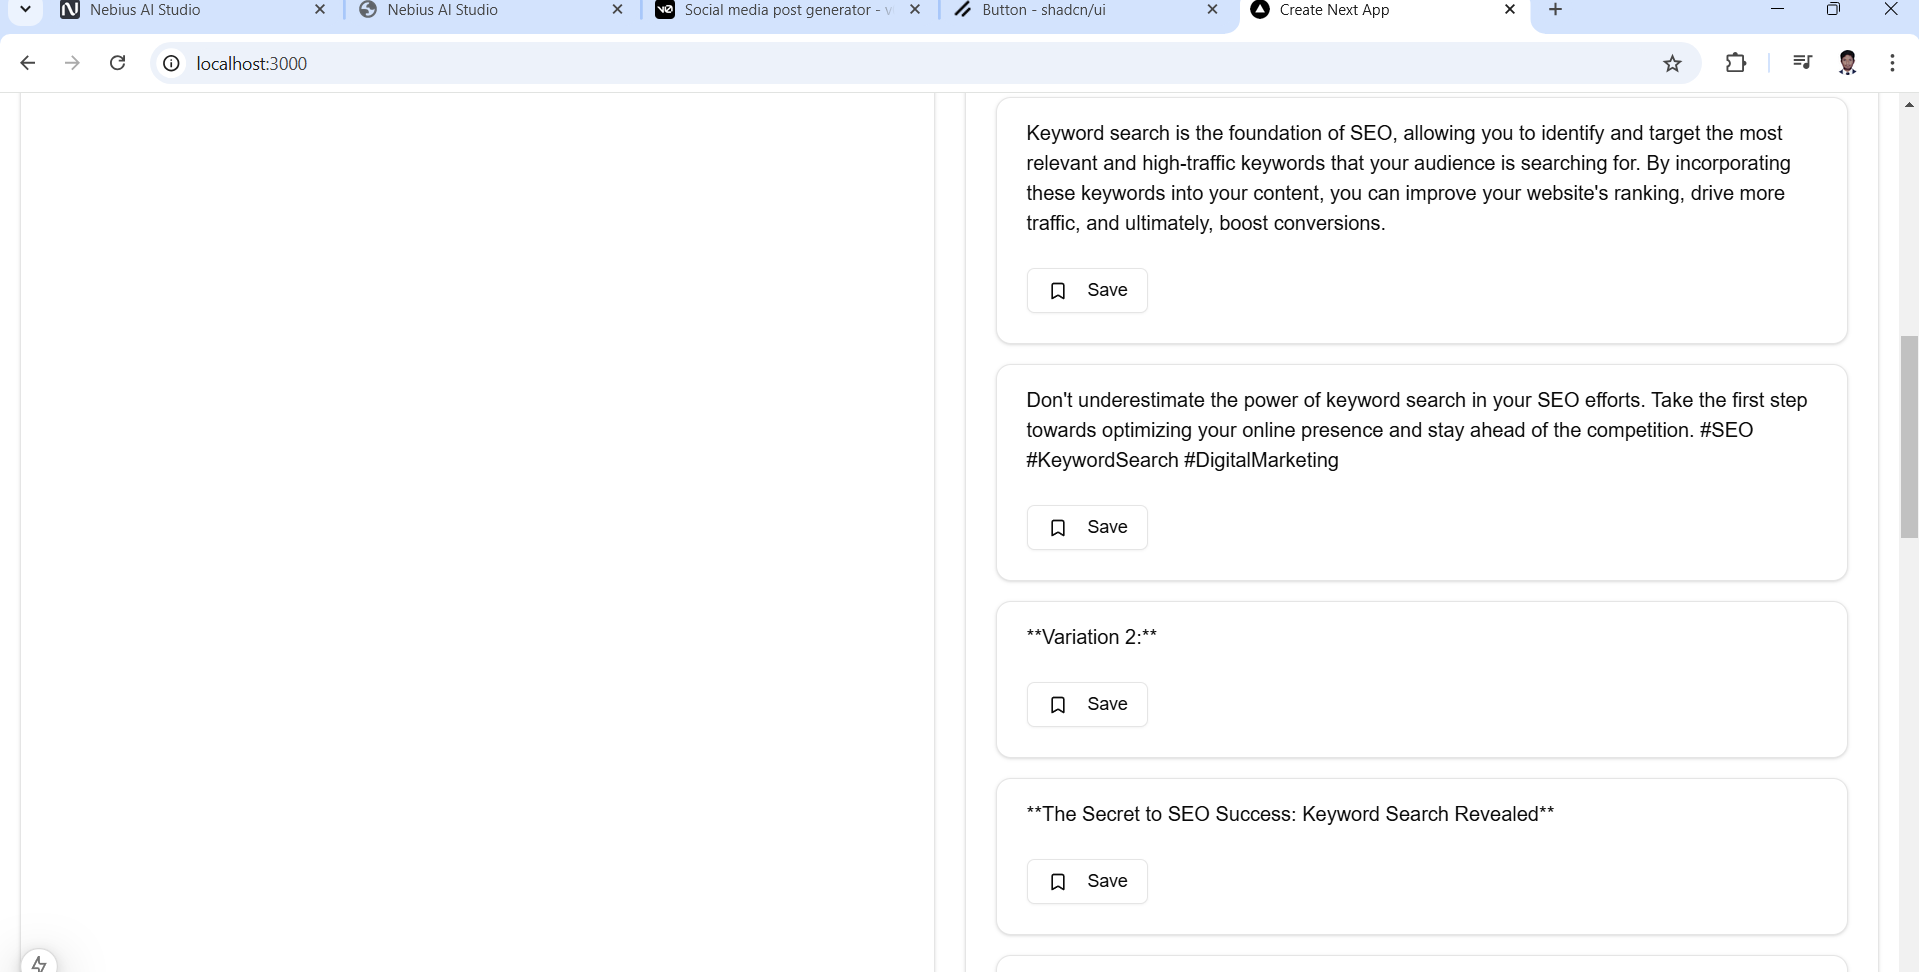 Nebius AI Studio
Nebius AI Studio
Social media post generator -
Button - shadcn/ui
Create Next App
localhost:3000
Keyword search is the foundation of SEO, allowing you to identify and target the most
relevant and high-traffic keywords that your audience is searching for. By incorporating
these keywords into your content, you can improve your website's ranking, drive more
traffic, and ultimately, boost conversions.
Save
Don't underestimate the power of keyword search in your SEO efforts. Take the first step
towards optimizing your online presence and stay ahead of the competition. #SEO
#KeywordSearch #DigitalMarketing
Save
**Variation 2:**
Save
**The Secret to SEO Success: Keyword Search Revealed**
Save